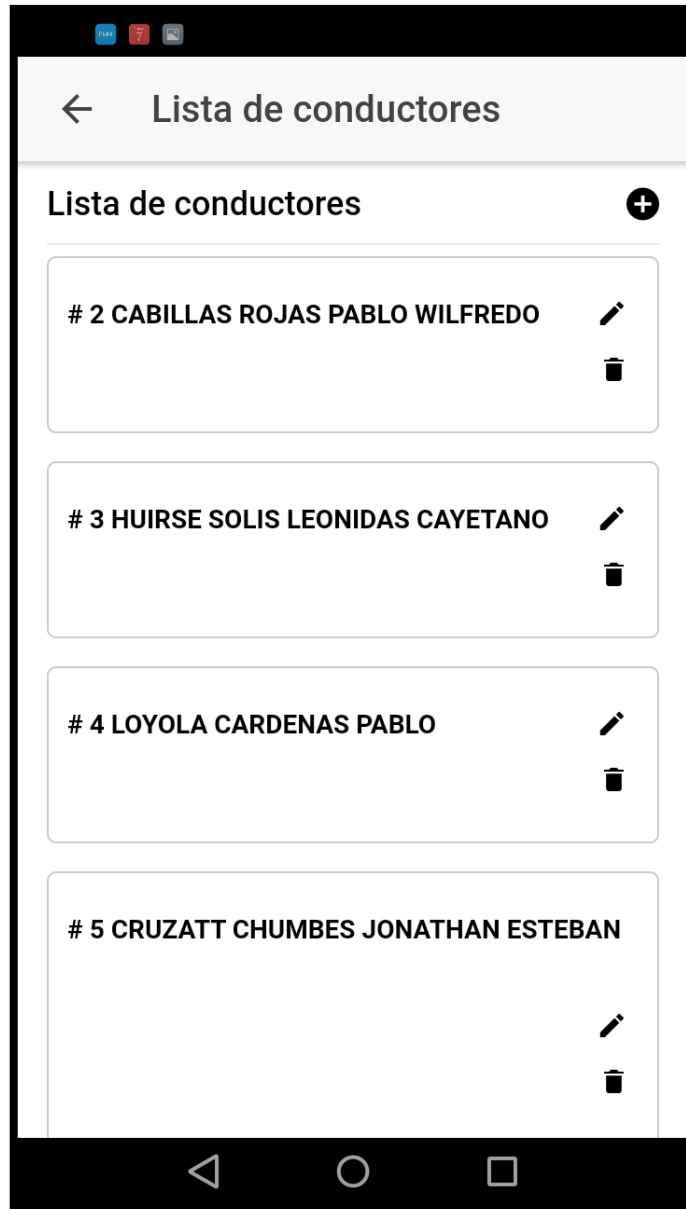 Lista de conductores
Lista de conductores
# 2 CABILLAS ROJAS PABLO WILFREDO
# 3 HUIRSE SOLIS LEONIDAS CAYETANO
# 4 LOYOLA CARDENAS PABLO
# 5 CRUZATT CHUMBES JONATHAN ESTEBAN